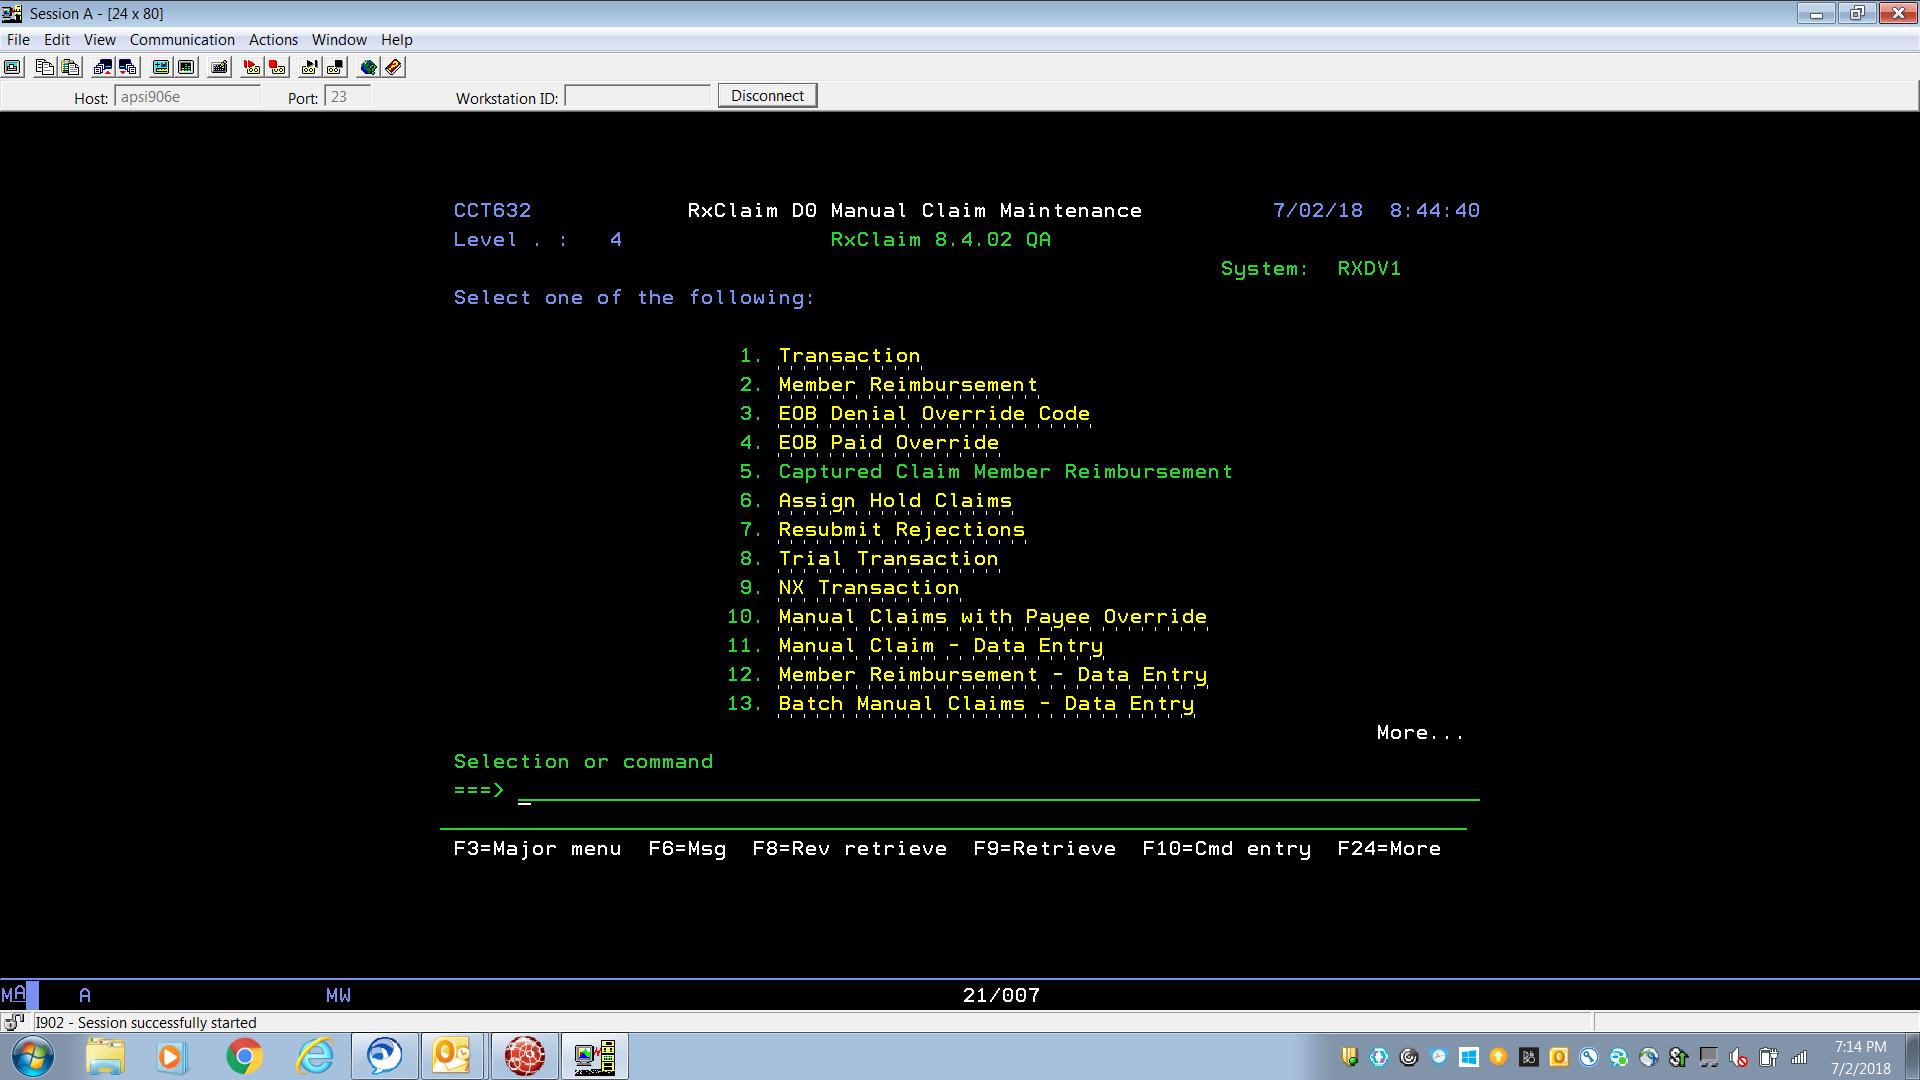 Session A - [24 x 80]
File Edit View Communication Actions Window Help
Host: apsi906e Port: 23 Workstation ID: Disconnect
CCT632 RxClaim D0 Manual Claim Maintenance 7/02/18 8:44:40
Level . : 4 RxClaim 8.4.02 QA
System: RXDV1
Select one of the following:
1. Transaction
2. Member Reimbursement
3. EOB Denial Override Code
4. EOB Paid Override
5. Captured Claim Member Reimbursement
6. Assign Hold Claims
7. Resubmit Rejections
8. Trial Transaction
9. NX Transaction
10. Manual Claims with Payee Override
11. Manual Claim - Data Entry
12. Member Reimbursement - Data Entry
13. Batch Manual Claims - Data Entry
More...
Selection or command
===>
F3=Major menu F6=Msg F8=Rev retrieve F9=Retrieve F10=Cmd entry F24=More
MA A MW 21/007
I902 - Session successfully started
7:14 PM
7/2/2018